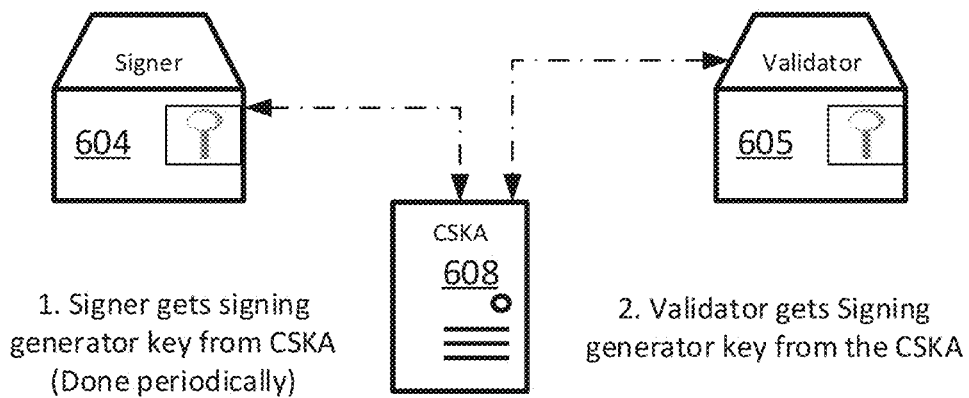 Signer
604
Validator
605
CSKA
608
1. Signer gets signing
generator key from CSKA
(Done periodically)
2. Validator gets Signing
generator key from the CSKA